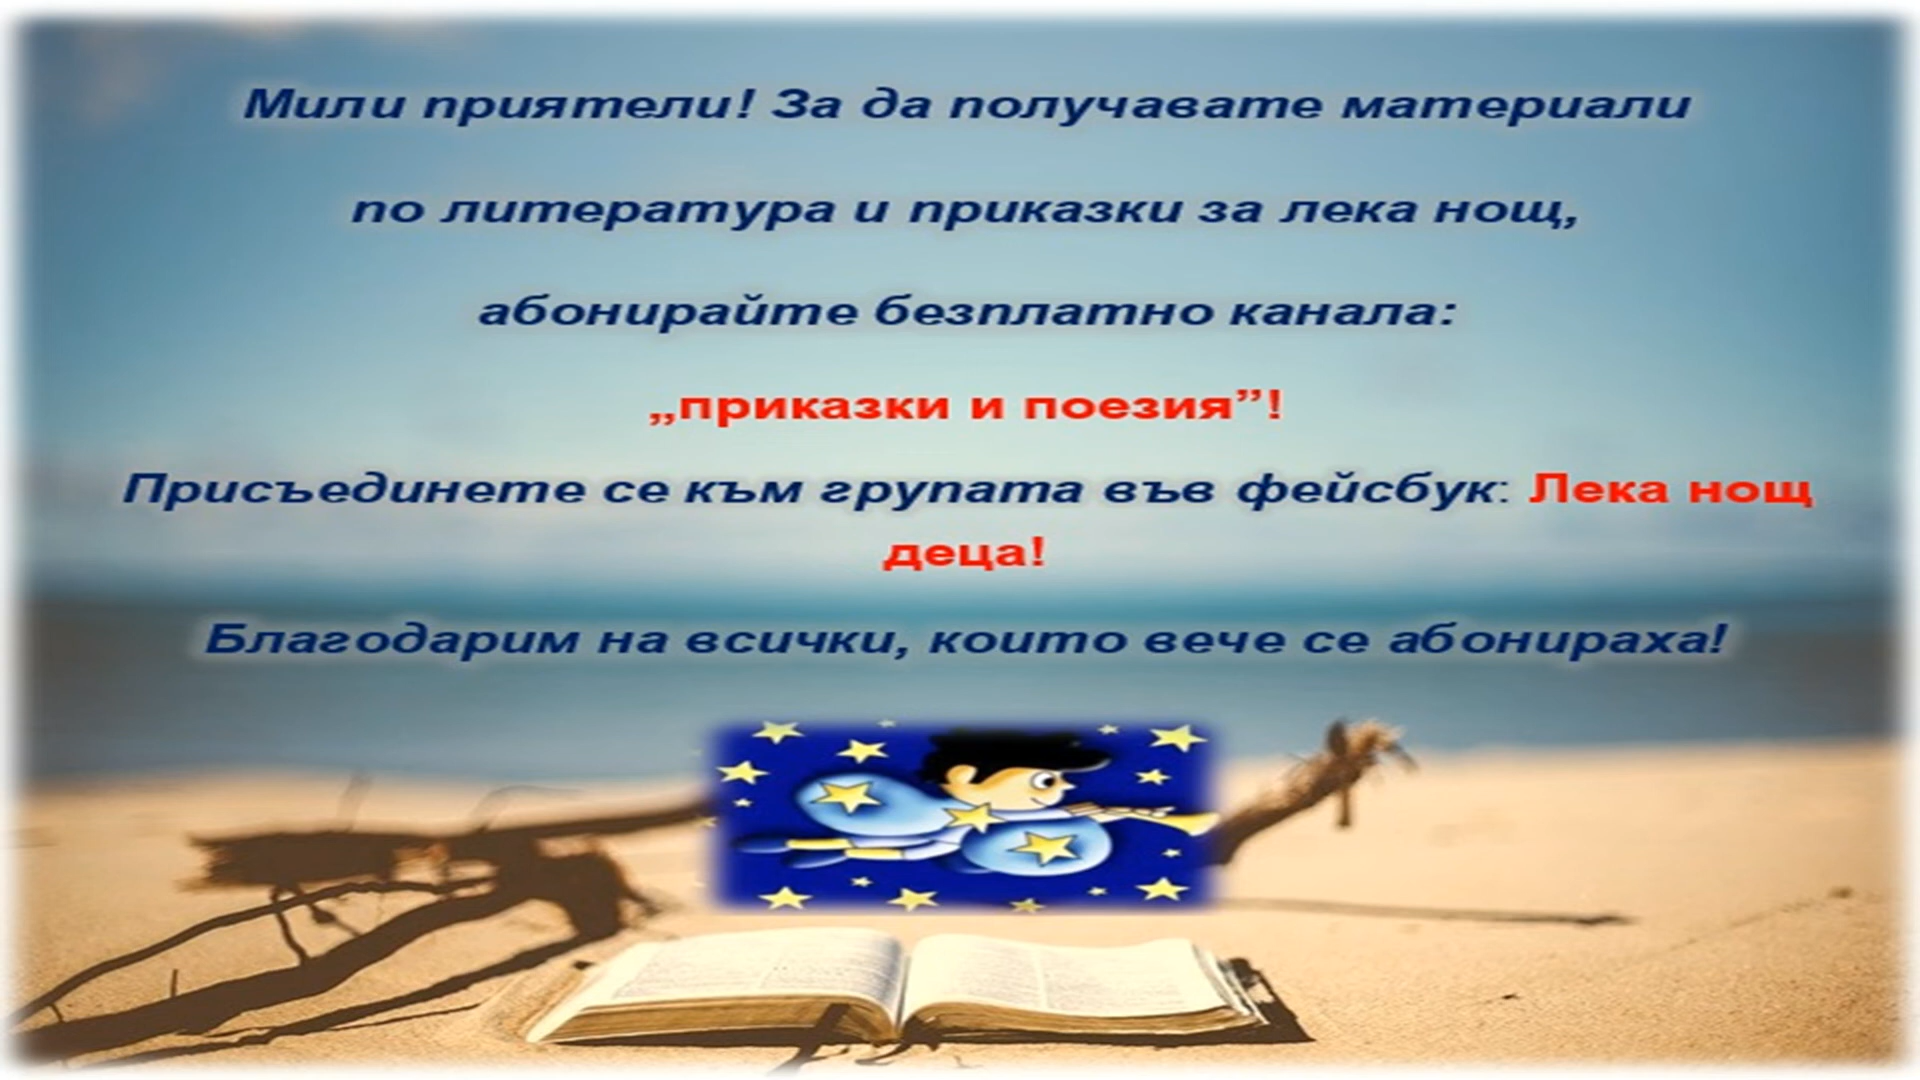 Мили приятели! За да получавате материали
по литература и приказки за лека нощ,
абонирайте безплатно канала:
„приказки и поезия”!
Присъединете се към групата във фейсбук: Лека нощ
деца!
Благодарим на всички, които вече се абонираха!